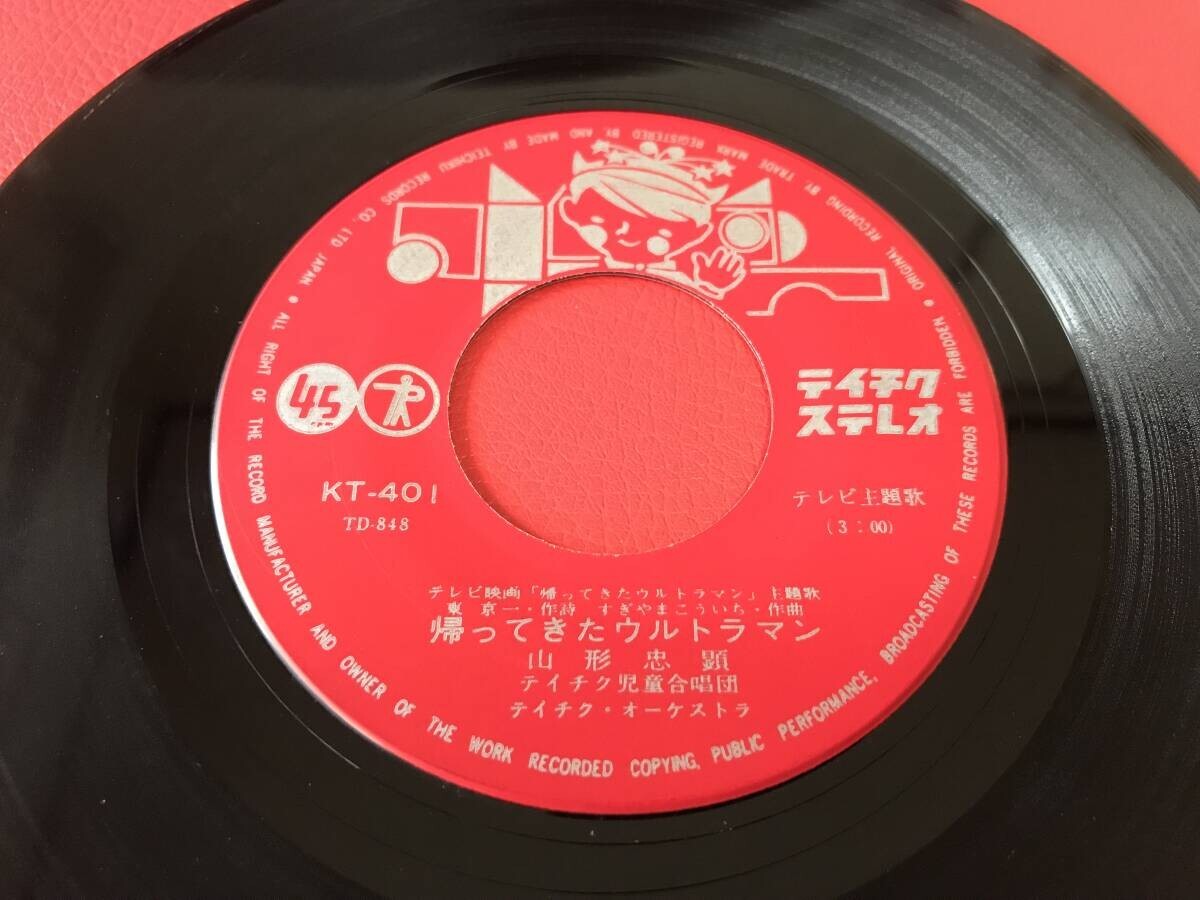 ORIGINAL RECORDING BY TRADE MARK REGISTERED BY AND MADE BY TEICHIKU RECORDS CO., LTD JAPAN • ALL RIGHT OF THE RECORD MANUFACTURER AND OWNER OF THE WORK RECORDED COPYING, PUBLIC PERFORMANCE, BROADCASTING OF THESE RECORDS ARE FORBIDDEN •
45
テイチク
ステレオ
KT-401
TD-848
テレビ主題歌
(3:00)
テレビ映画「帰ってきたウルトラマン」主題歌
東 京一・作詩 すぎやまこういち・作曲
帰ってきたウルトラマン
山形忠顕
テイチク児童合唱団
テイチク・オーケストラ